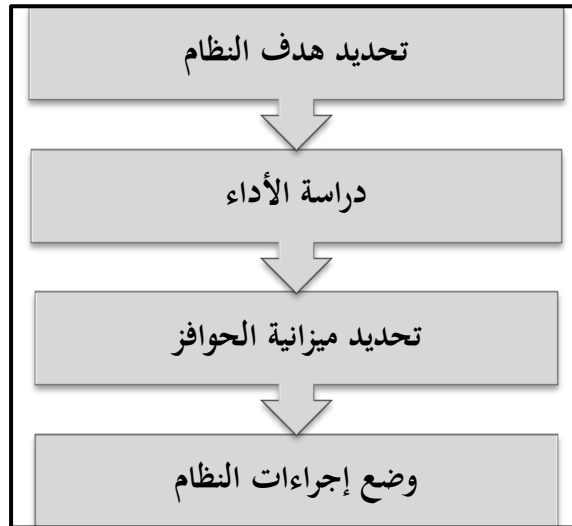 تحديد هدف النظام
دراسة الأداء
تحديد ميزانية الحوافز
وضع إجراءات النظام